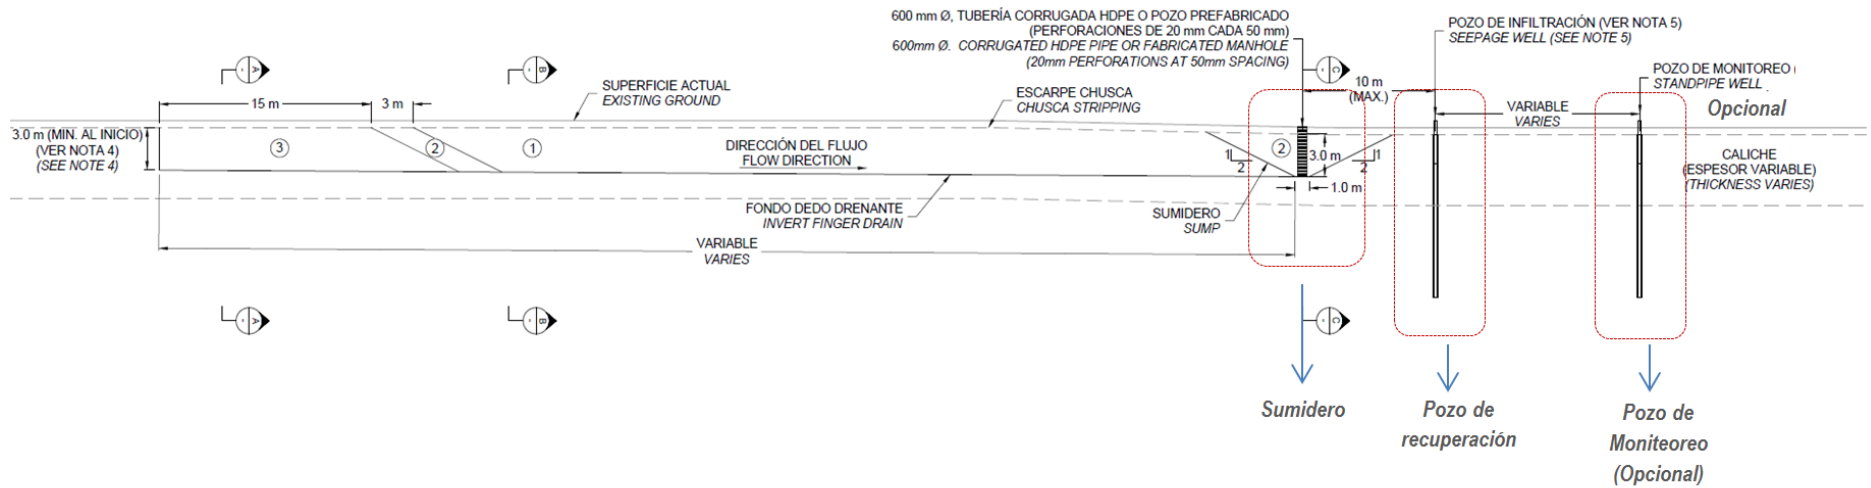 600 mm Ø, TUBERÍA CORRUGADA HDPE O POZO PREFABRICADO
(PERFORACIONES DE 20 mm CADA 50 mm)
600mm Ø. CORRUGATED HDPE PIPE OR FABRICATED MANHOLE
(20mm PERFORATIONS AT 50mm SPACING)
POZO DE INFILTRACIÓN (VER NOTA 5)
SEEPAGE WELL (SEE NOTE 5)
A
-
B
-
C
-
POZO DE MONITOREO
STANDPIPE WELL
Opcional
SUPERFICIE ACTUAL
EXISTING GROUND
ESCARPE CHUSCA
CHUSCA STRIPPING
10 m
(MAX.)
15 m
3 m
VARIABLE
VARIES
3.0 m (MIN. AL INICIO)
(VER NOTA 4)
(SEE NOTE 4)
3
2
1
DIRECCIÓN DEL FLUJO
FLOW DIRECTION
2
3.0 m
1
2
1
2
1.0 m
CALICHE
(ESPESOR VARIABLE)
(THICKNESS VARIES)
FONDO DEDO DRENANTE
INVERT FINGER DRAIN
SUMIDERO
SUMP
VARIABLE
VARIES
A
-
B
-
C
-
Sumidero
Pozo de
recuperación
Pozo de
Moniteoreo
(Opcional)